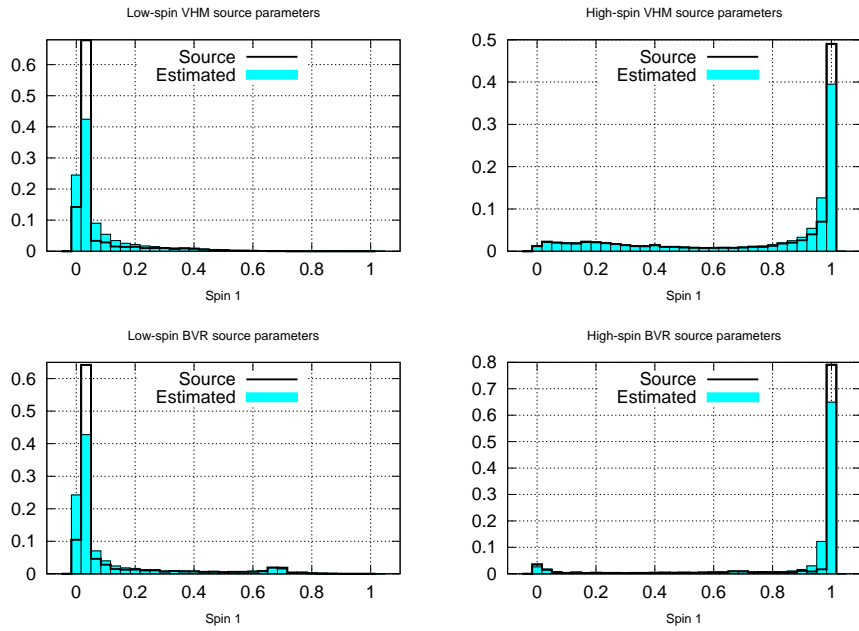 Low-spin VHM source parameters
Source
Estimated
0.6
0.5
0.4
0.3
0.2
0.1
0
0 0.2 0.4 0.6 0.8 1
Spin 1
High-spin VHM source parameters
Source
Estimated
0.5
0.4
0.3
0.2
0.1
0
0 0.2 0.4 0.6 0.8 1
Spin 1
Low-spin BVR source parameters
Source
Estimated
0.6
0.5
0.4
0.3
0.2
0.1
0
0 0.2 0.4 0.6 0.8 1
Spin 1
High-spin BVR source parameters
Source
Estimated
0.8
0.7
0.6
0.5
0.4
0.3
0.2
0.1
0
0 0.2 0.4 0.6 0.8 1
Spin 1